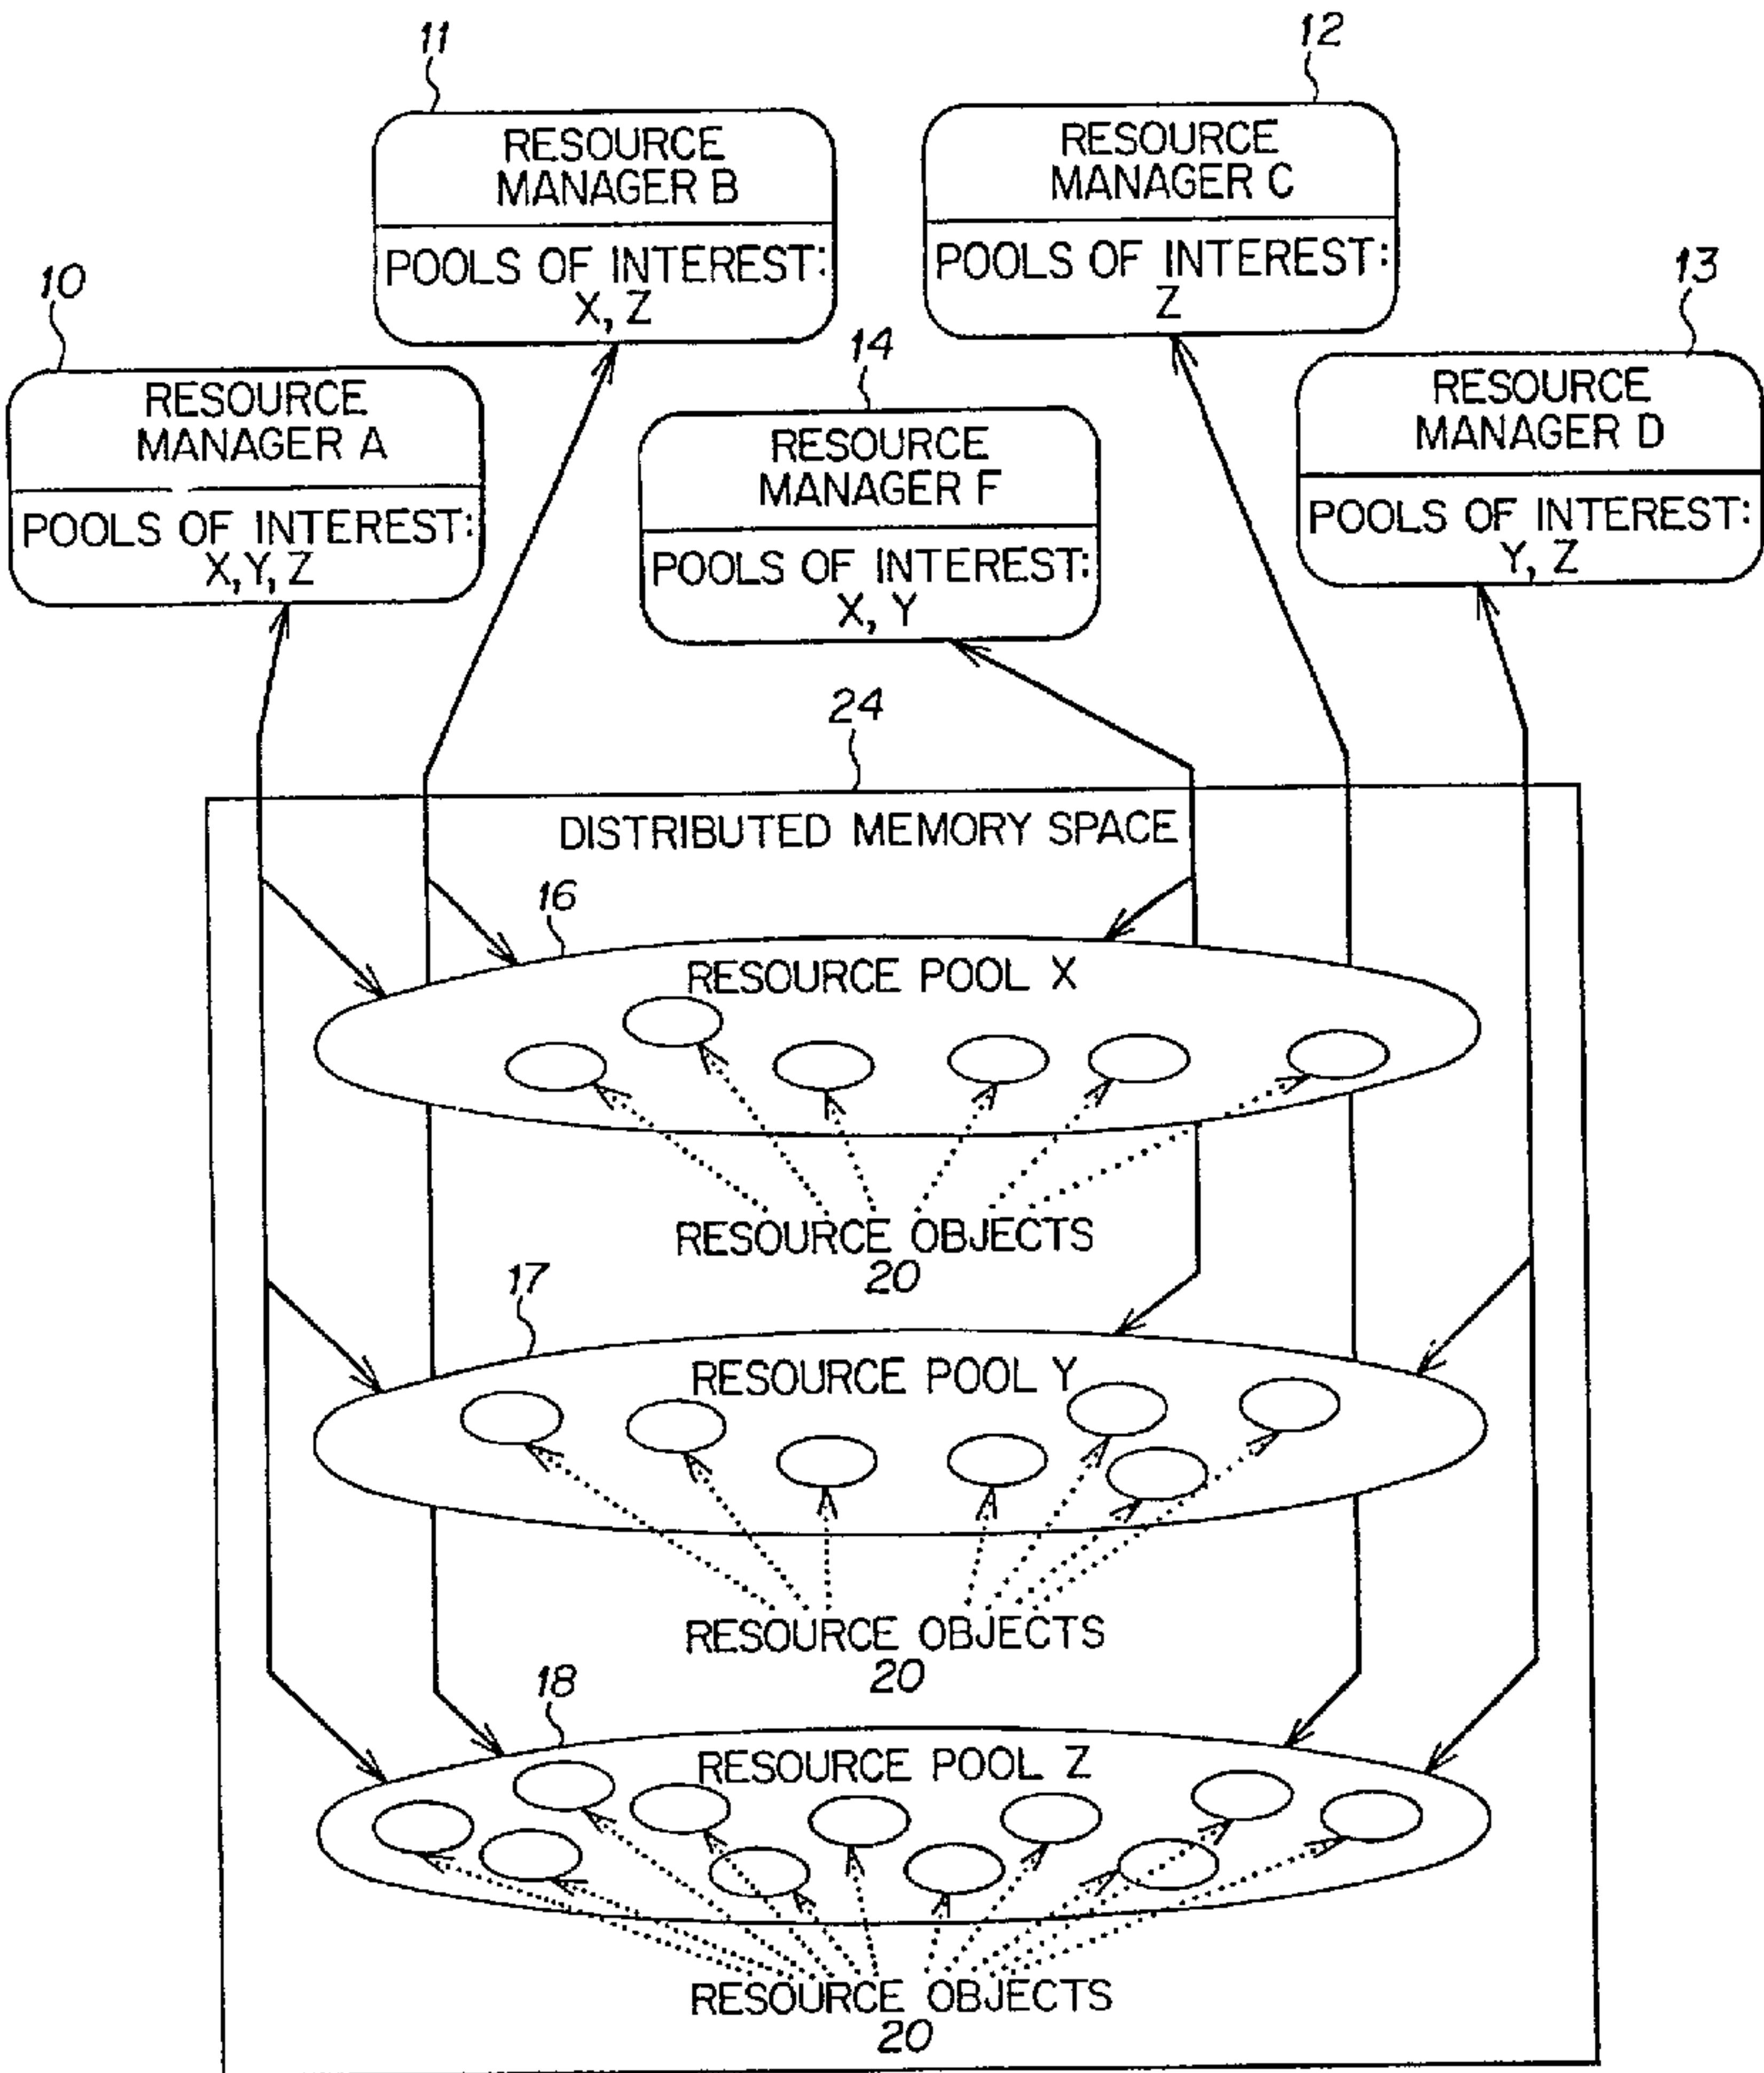 11
12
RESOURCE
MANAGER B
POOLS OF INTEREST:
X, Z
RESOURCE
MANAGER C
POOLS OF INTEREST:
Z
10
13
14
RESOURCE
MANAGER A
POOLS OF INTEREST:
X, Y, Z
RESOURCE
MANAGER F
POOLS OF INTEREST:
X, Y
RESOURCE
MANAGER D
POOLS OF INTEREST:
Y, Z
24
DISTRIBUTED MEMORY SPACE
16
RESOURCE POOL X
RESOURCE OBJECTS
20
17
RESOURCE POOL Y
RESOURCE OBJECTS
20
18
RESOURCE POOL Z
RESOURCE OBJECTS
20